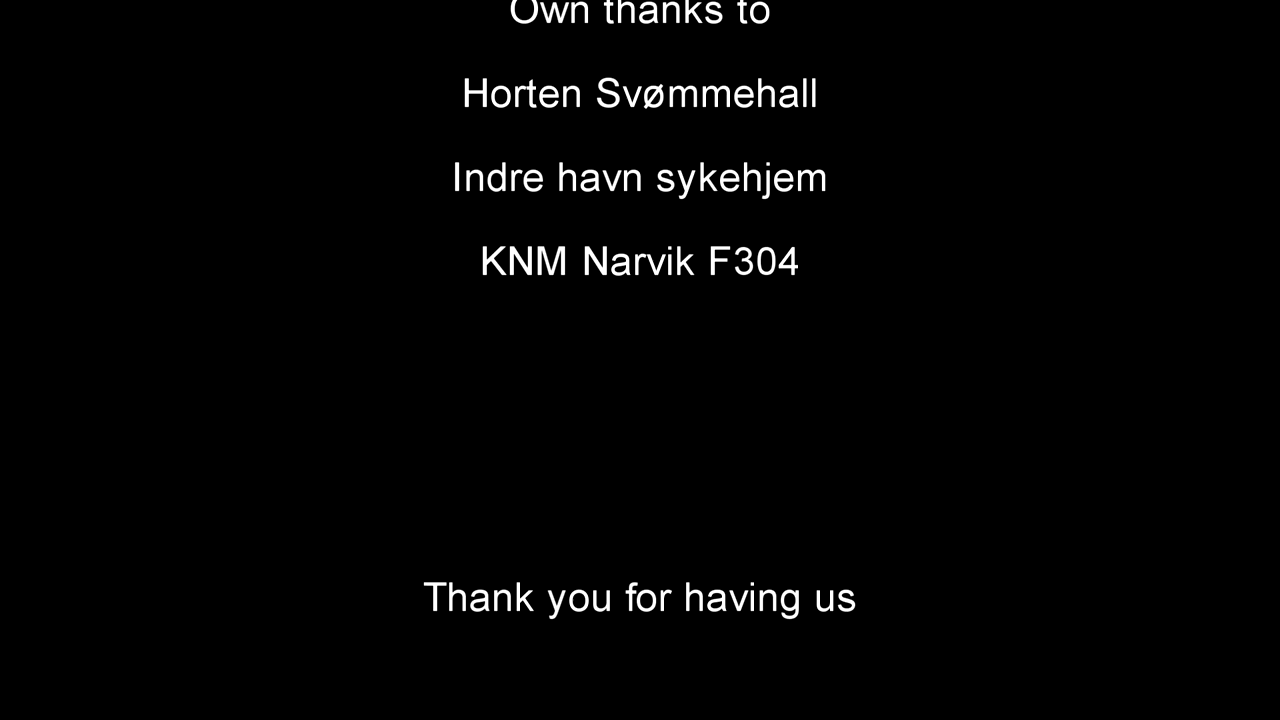 Own thanks to
Horten Svømmehall
Indre havn sykehjem
KNM Narvik F304
Thank you for having us